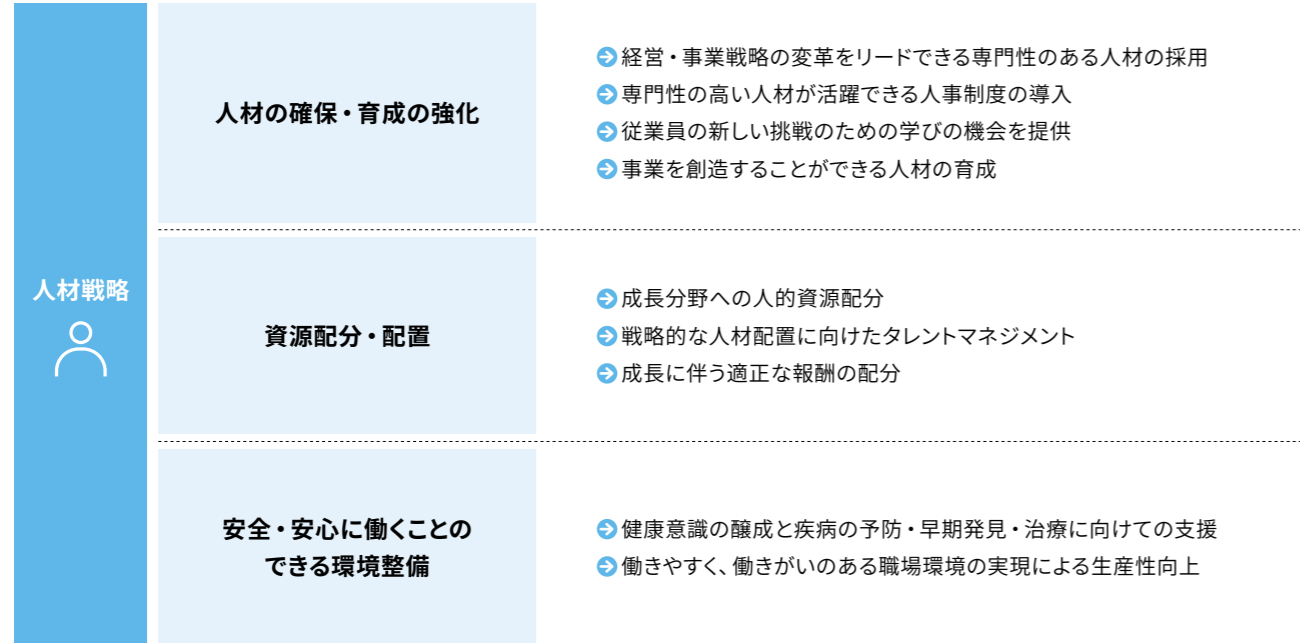 人材戦略
人材の確保・育成の強化
経営・事業戦略の変革をリードできる専門性のある人材の採用
専門性の高い人材が活躍できる人事制度の導入
従業員の新しい挑戦のための学びの機会を提供
事業を創造することができる人材の育成
資源配分・配置
成長分野への人的資源配分
戦略的な人材配置に向けたタレントマネジメント
成長に伴う適正な報酬の配分
安全・安心に働くことの
できる環境整備
健康意識の醸成と疾病の予防・早期発見・治療に向けての支援
働きやすく、働きがいのある職場環境の実現による生産性向上